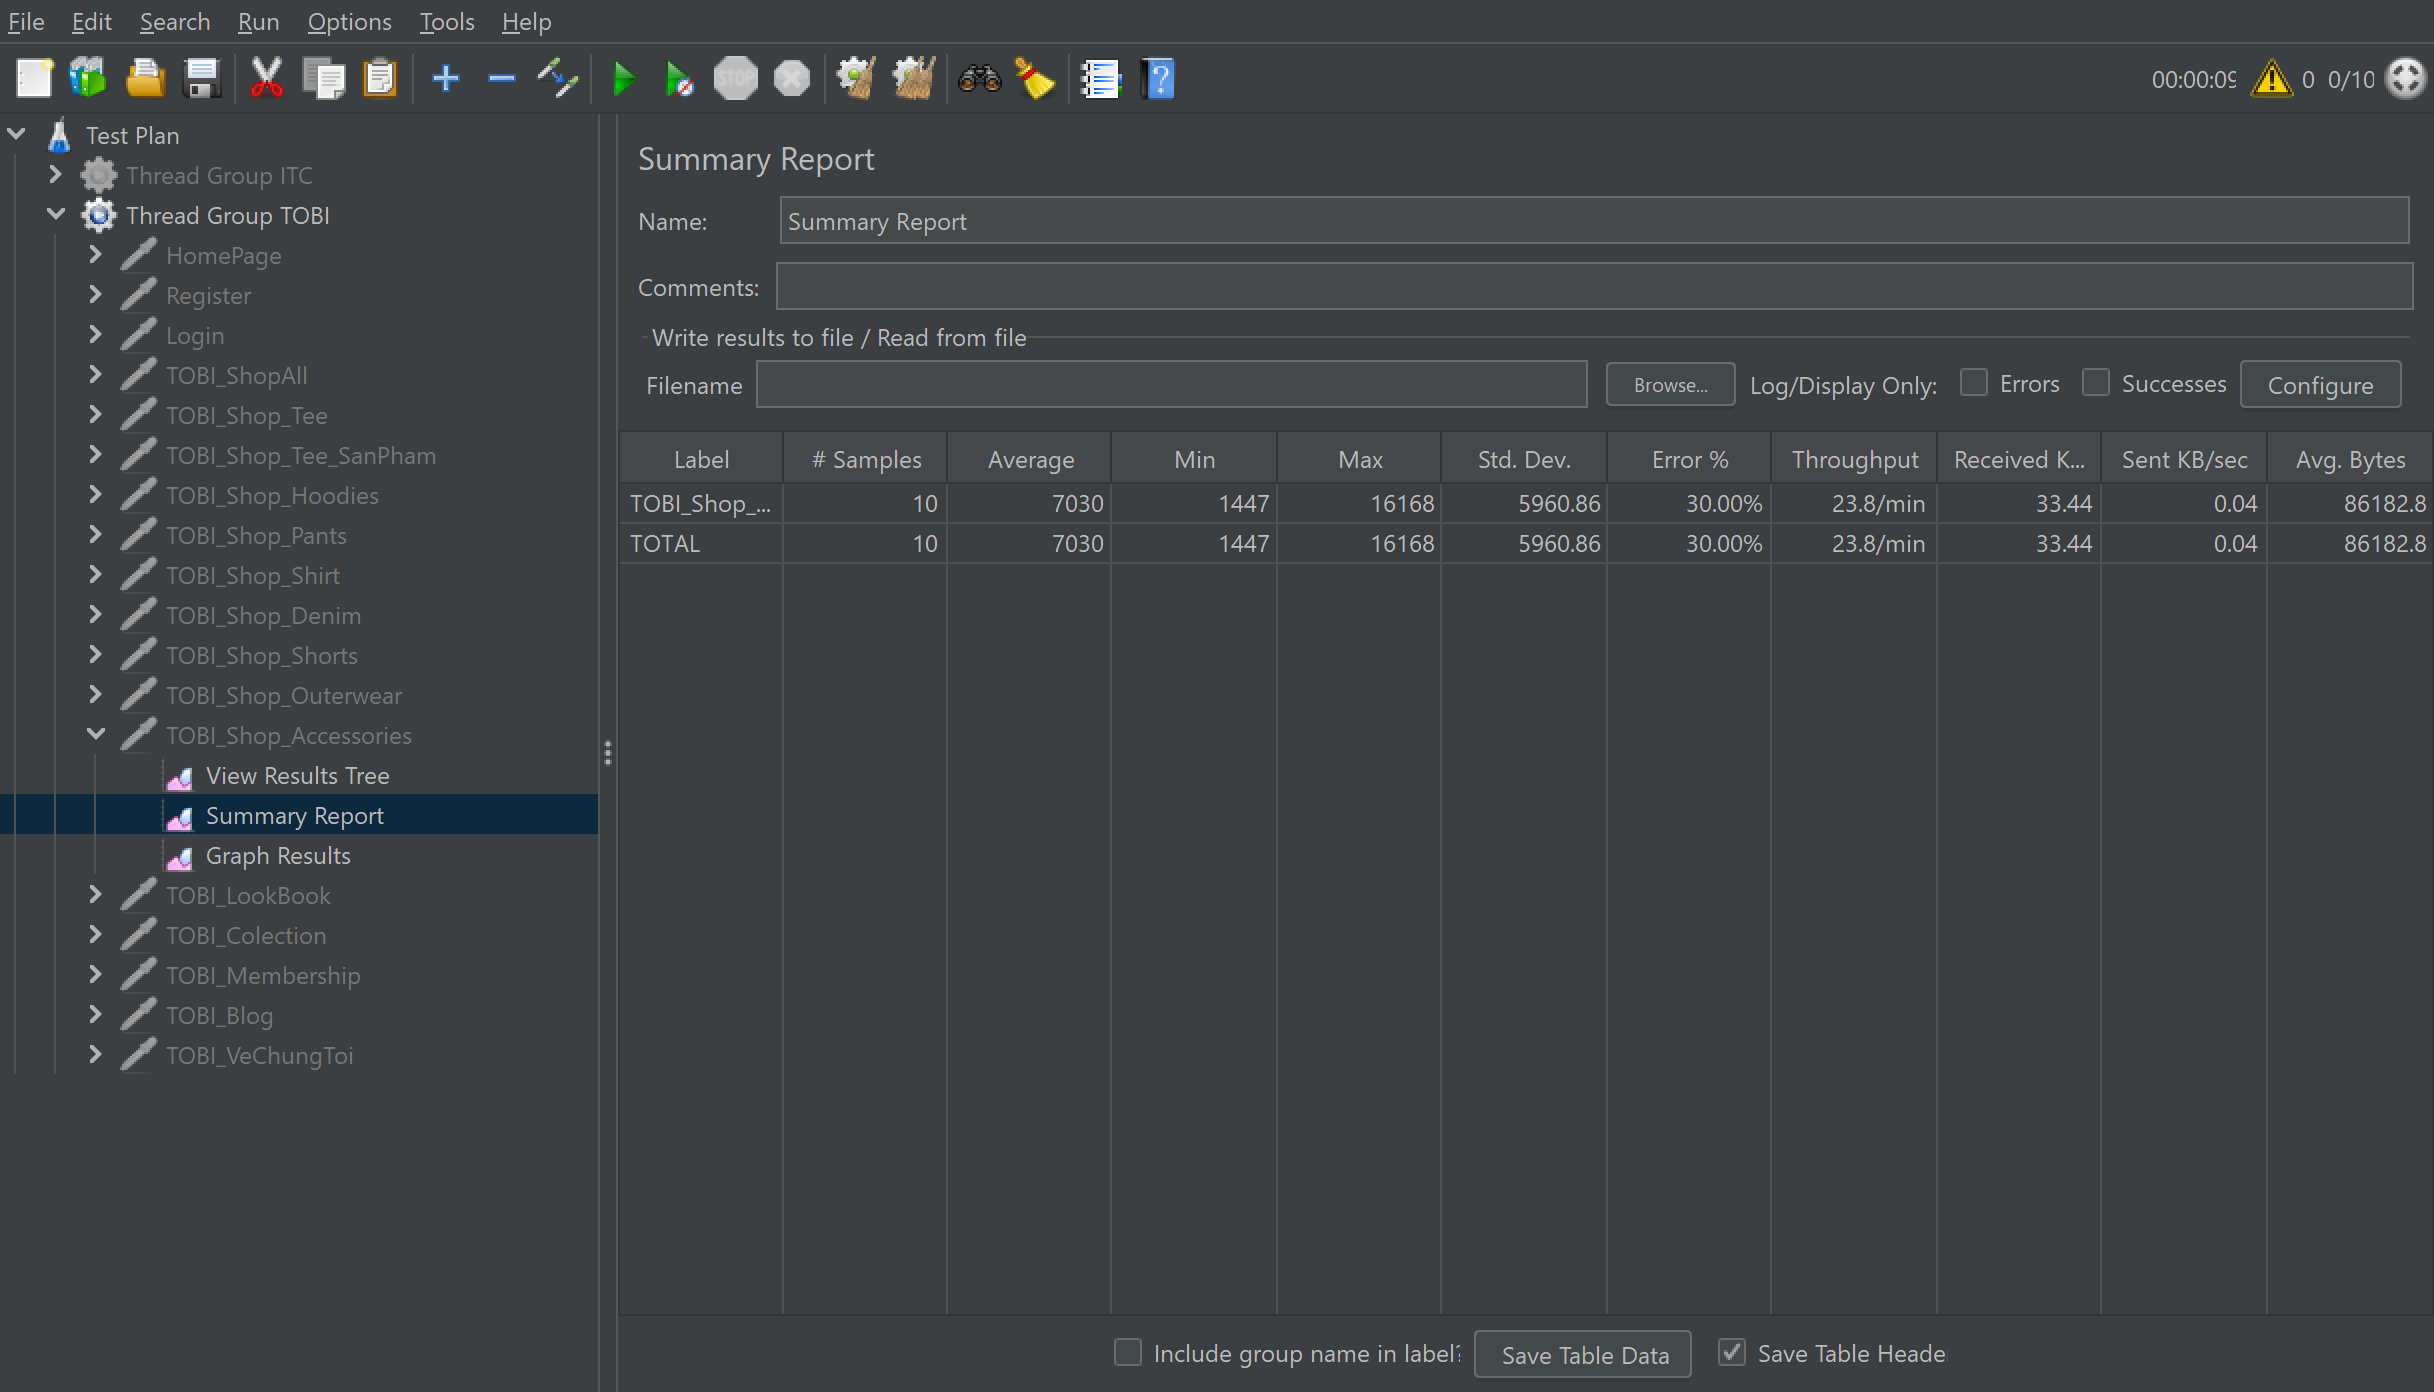 File Edit Search Run Options Tools Help
STOP
00:00:09 0 0/10
Test Plan
Thread Group ITC
Thread Group TOBI
HomePage
Register
Login
TOBI_ShopAll
TOBI_Shop_Tee
TOBI_Shop_Tee_SanPham
TOBI_Shop_Hoodies
TOBI_Shop_Pants
TOBI_Shop_Shirt
TOBI_Shop_Denim
TOBI_Shop_Shorts
TOBI_Shop_Outerwear
TOBI_Shop_Accessories
View Results Tree
Summary Report
Graph Results
TOBI_LookBook
TOBI_Colection
TOBI_Membership
TOBI_Blog
TOBI_VeChungToi
Summary Report
Name: Summary Report
Comments:
Write results to file / Read from file
Filename Browse... Log/Display Only: Errors Successes Configure
Label # Samples Average Min Max Std. Dev. Error % Throughput Received K... Sent KB/sec Avg. Bytes
TOBI_Shop_... 10 7030 1447 16168 5960.86 30.00% 23.8/min 33.44 0.04 86182.8
TOTAL 10 7030 1447 16168 5960.86 30.00% 23.8/min 33.44 0.04 86182.8
Include group name in label? Save Table Data Save Table Heade